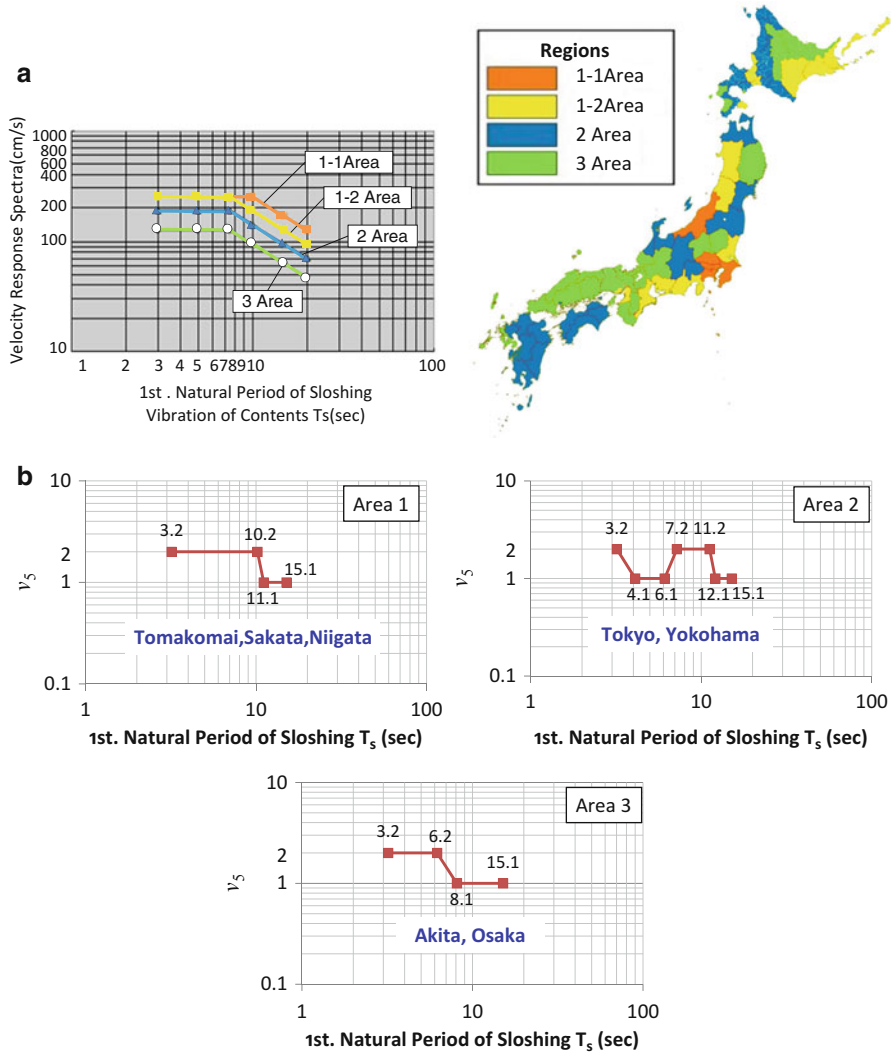 a
Velocity Response Spectra(cm/s)
1000
800
600
400
200
100
10
1-1Area
1-2 Area
2 Area
3 Area
1 2 3 4 5 6 7 8 9 10 100
1st . Natural Period of Sloshing
Vibration of Contents Ts(sec)
Regions
1-1Area
1-2Area
2 Area
3 Area
b
10
2
1
0.1
ν5
Area 1
3.2 10.2
15.1
11.1
Tomakomai,Sakata,Niigata
1 10 100
1st. Natural Period of Sloshing Ts (sec)
10
2
1
0.1
ν5
Area 2
3.2 7.2 11.2
4.1 6.1 12.1 15.1
Tokyo, Yokohama
1 10 100
1st. Natural Period of Sloshing Ts (sec)
10
2
1
0.1
ν5
Area 3
3.2 6.2
15.1
8.1
Akita, Osaka
1 10 100
1st. Natural Period of Sloshing Ts (sec)